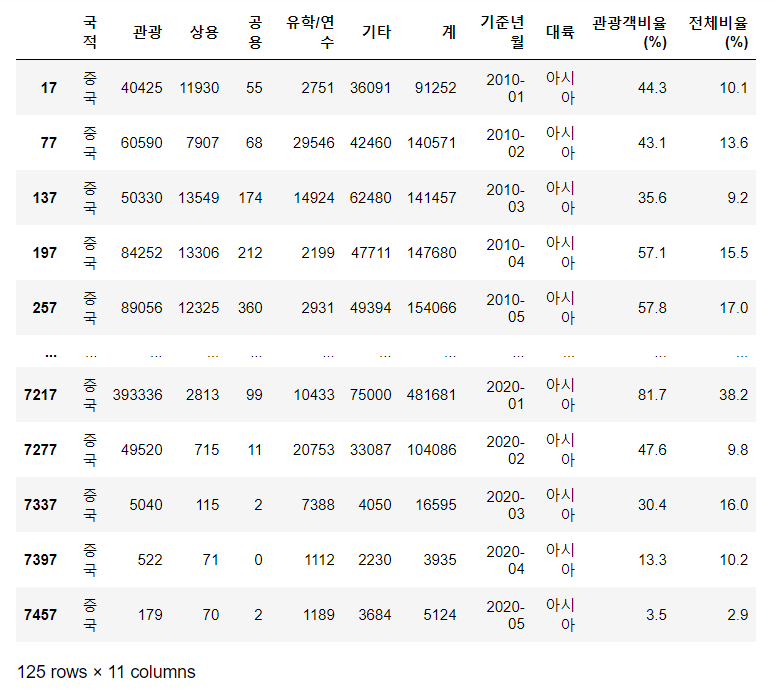 국적 관광 상용 공용 유학/연수 기타 계 기준년월 대륙 관광객비율(%) 전체비율(%)
17 중국 40425 11930 55 2751 36091 91252 2010-01 아시아 44.3 10.1
77 중국 60590 7907 68 29546 42460 140571 2010-02 아시아 43.1 13.6
137 중국 50330 13549 174 14924 62480 141457 2010-03 아시아 35.6 9.2
197 중국 84252 13306 212 2199 47711 147680 2010-04 아시아 57.1 15.5
257 중국 89056 12325 360 2931 49394 154066 2010-05 아시아 57.8 17.0
... ... ... ... ... ... ... ... ... ... ... ...
7217 중국 393336 2813 99 10433 75000 481681 2020-01 아시아 81.7 38.2
7277 중국 49520 715 11 20753 33087 104086 2020-02 아시아 47.6 9.8
7337 중국 5040 115 2 7388 4050 16595 2020-03 아시아 30.4 16.0
7397 중국 522 71 0 1112 2230 3935 2020-04 아시아 13.3 10.2
7457 중국 179 70 2 1189 3684 5124 2020-05 아시아 3.5 2.9
125 rows × 11 columns